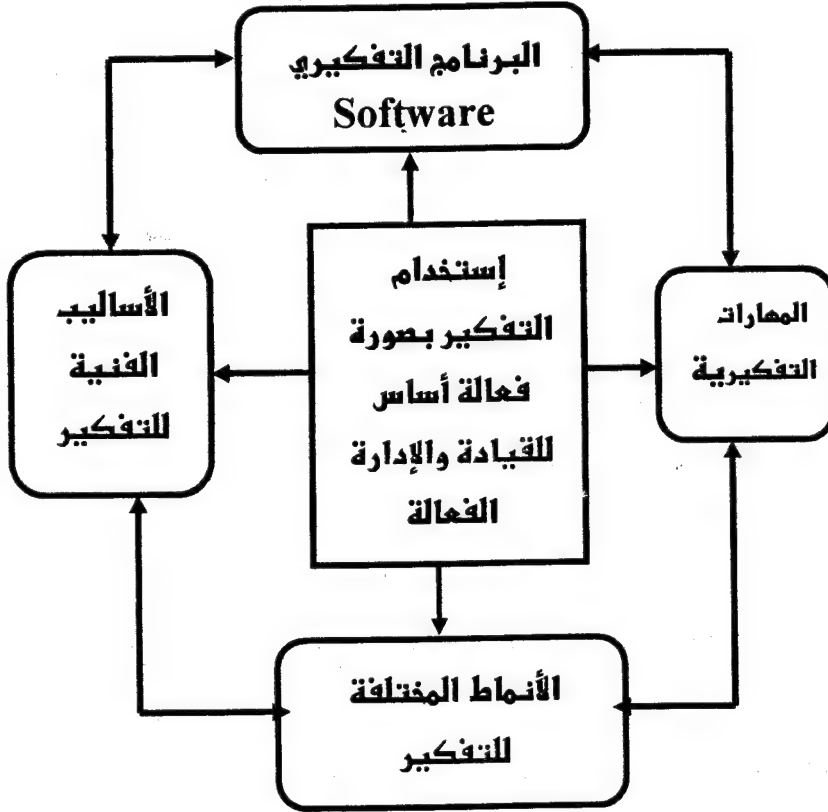 البرنامج التفكيري
Software
إستخدام
التفكير بصورة
فعالة أساس
للقيادة والإدارة
الفعالة
المهارات
التفكيرية
الأساليب
الفنية
للتفكير
الأنماط المختلفة
للتفكير